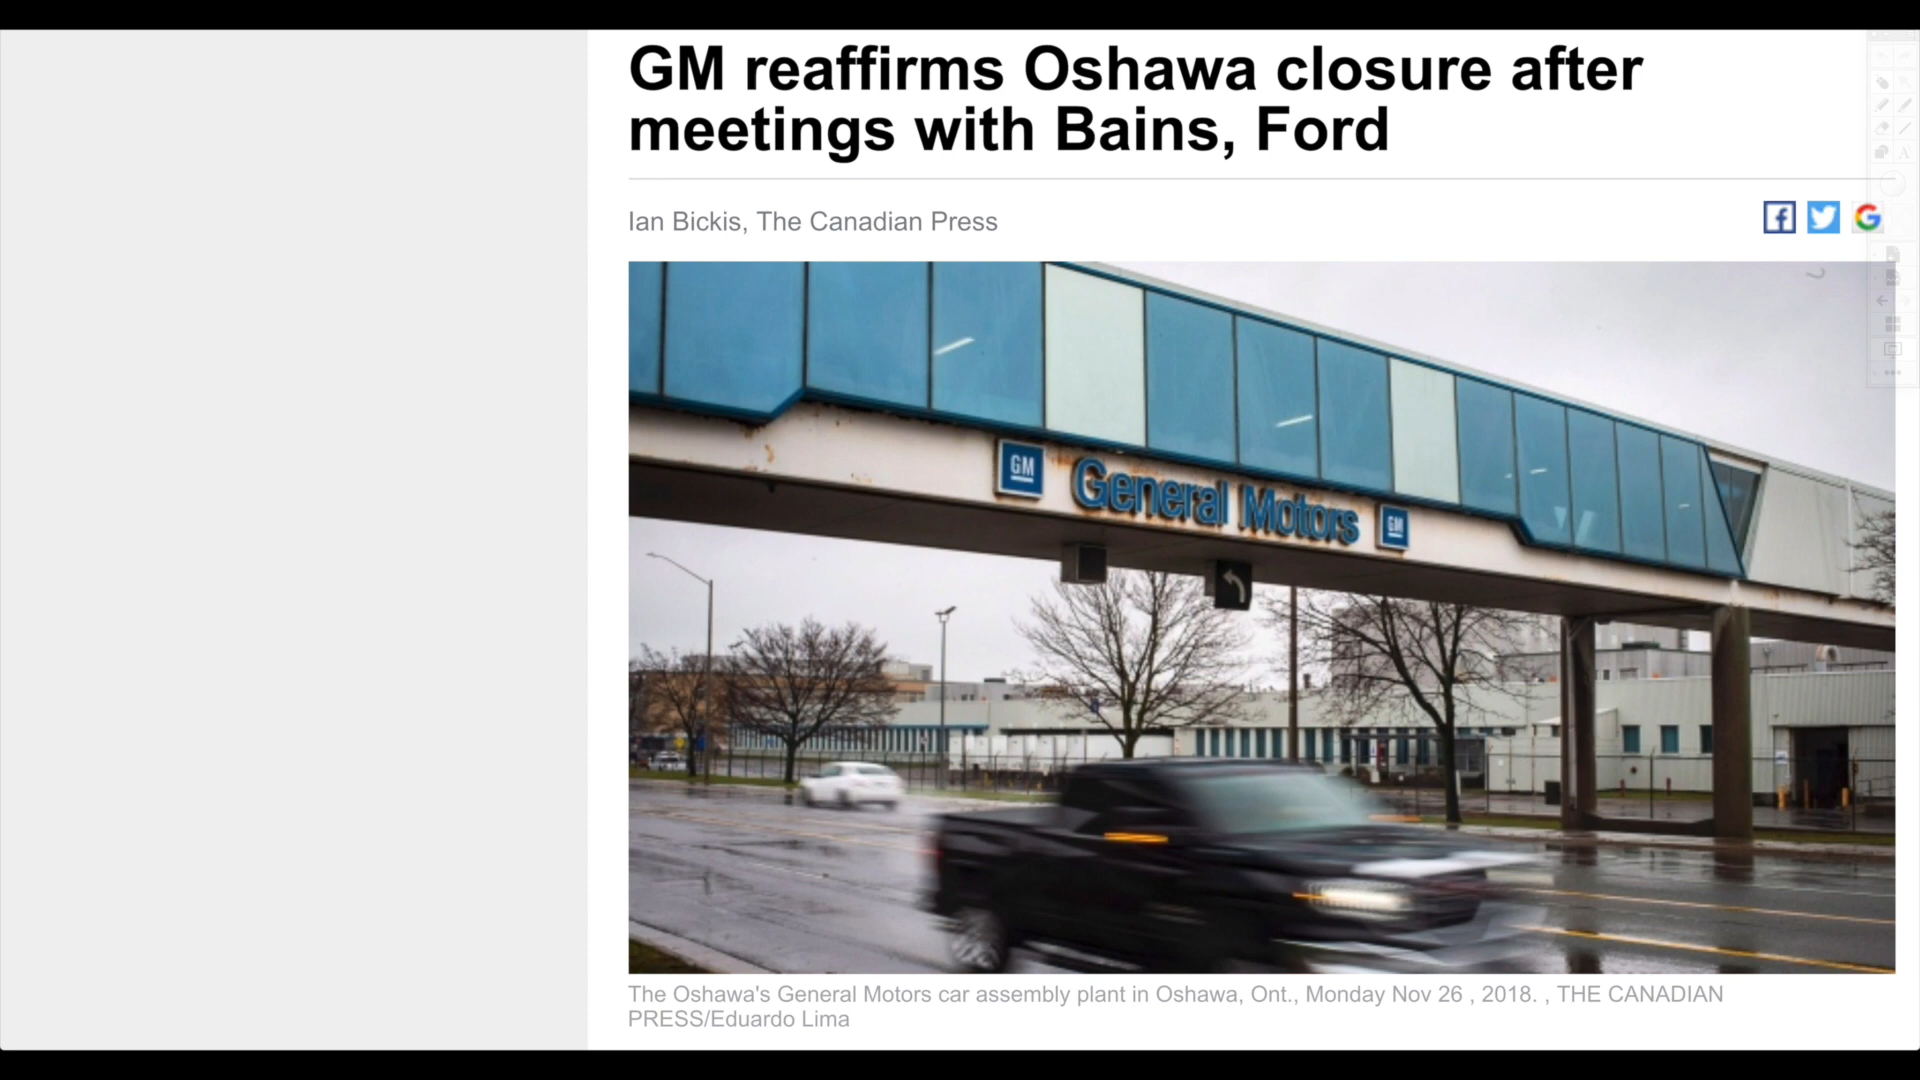 GM reaffirms Oshawa closure after
meetings with Bains, Ford
Ian Bickis, The Canadian Press
GM General Motors GM
The Oshawa's General Motors car assembly plant in Oshawa, Ont., Monday Nov 26 , 2018. , THE CANADIAN
PRESS/Eduardo Lima